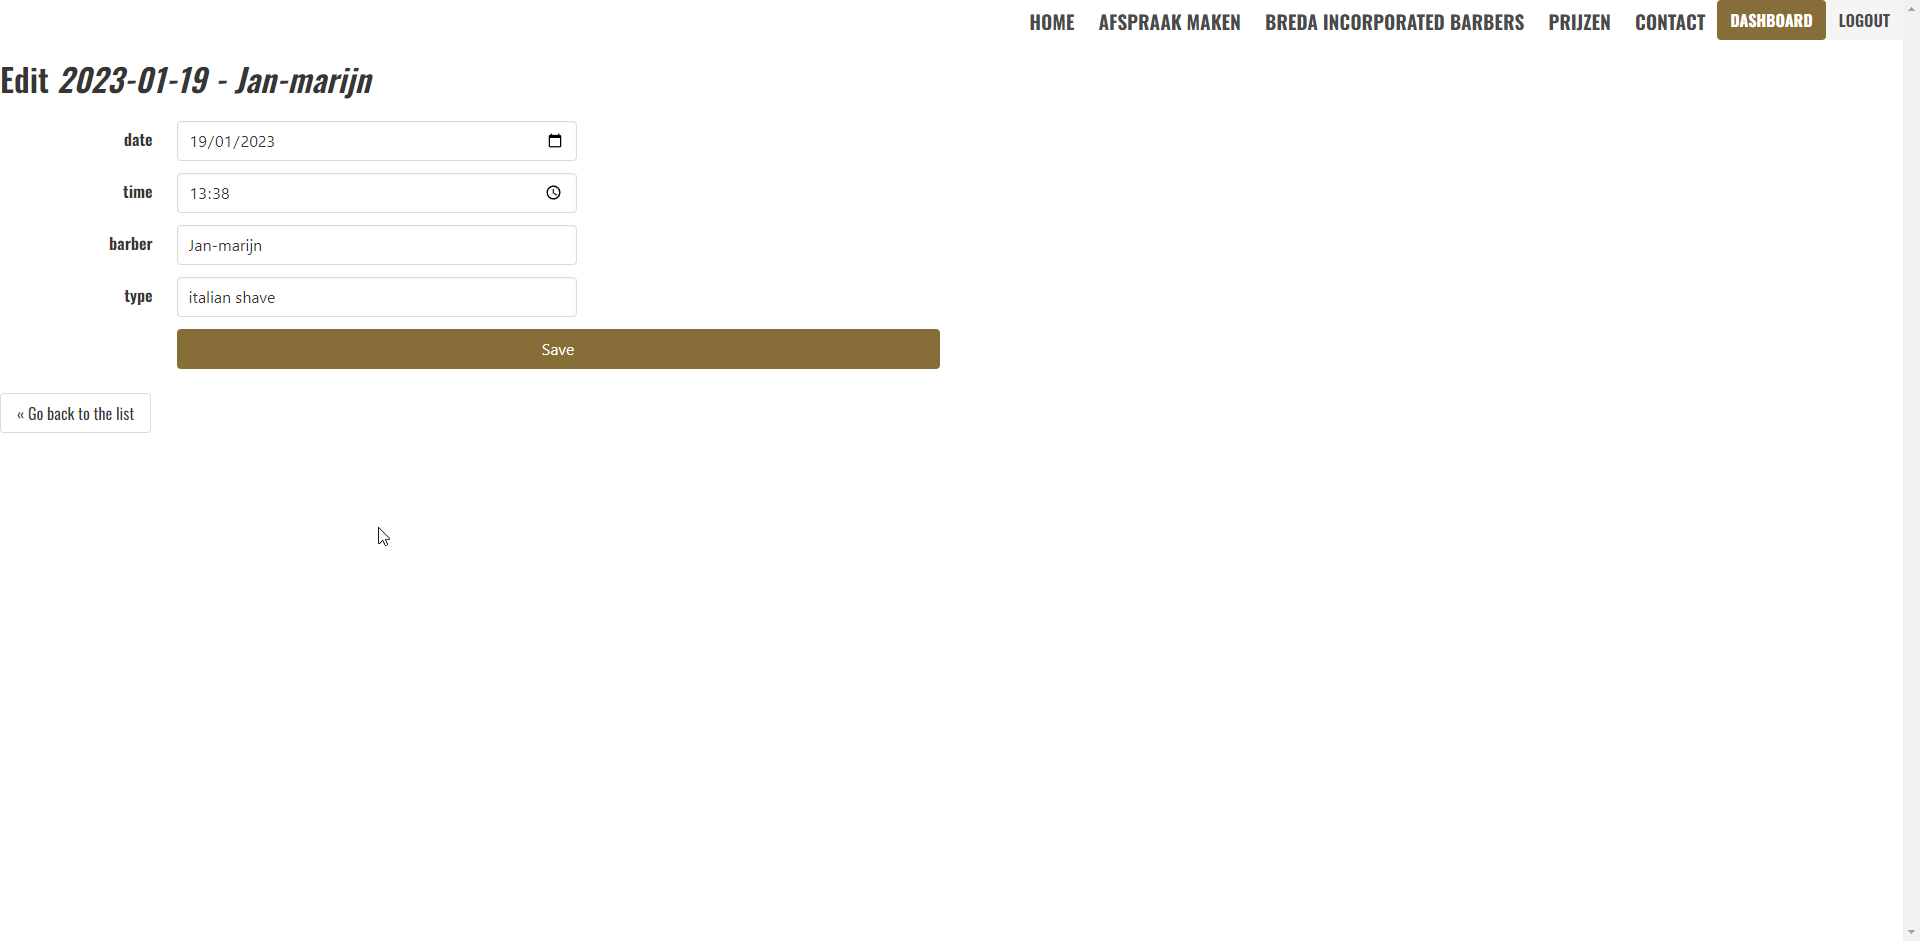 HOME AFSPRAAK MAKEN BREDA INCORPORATED BARBERS PRIJZEN CONTACT DASHBOARD LOGOUT
Edit 2023-01-19 - Jan-marijn
date 19/01/2023
time 13:38
barber Jan-marijn
type italian shave
Save
« Go back to the list